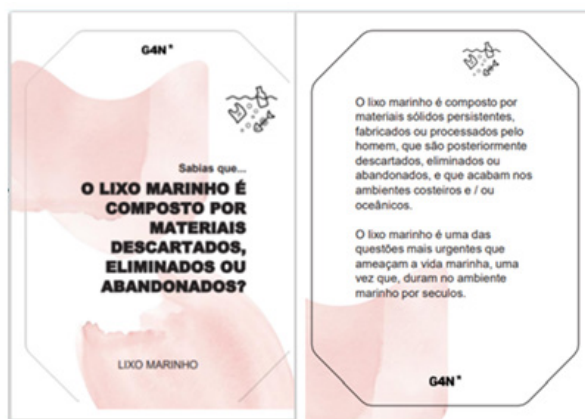 G4N*
Sabias que...
O LIXO MARINHO É
COMPOSTO POR
MATERIAIS
DESCARTADOS,
ELIMINADOS OU
ABANDONADOS?
LIXO MARINHO
O lixo marinho é composto por
materiais sólidos persistentes,
fabricados ou processados pelo
homem, que são posteriormente
descartados, eliminados ou
abandonados, e que acabam nos
ambientes costeiros e / ou
oceânicos.
O lixo marinho é uma das
questões mais urgentes que
ameaçam a vida marinha, uma
vez que, duram no ambiente
marinho por seculos.
G4N*